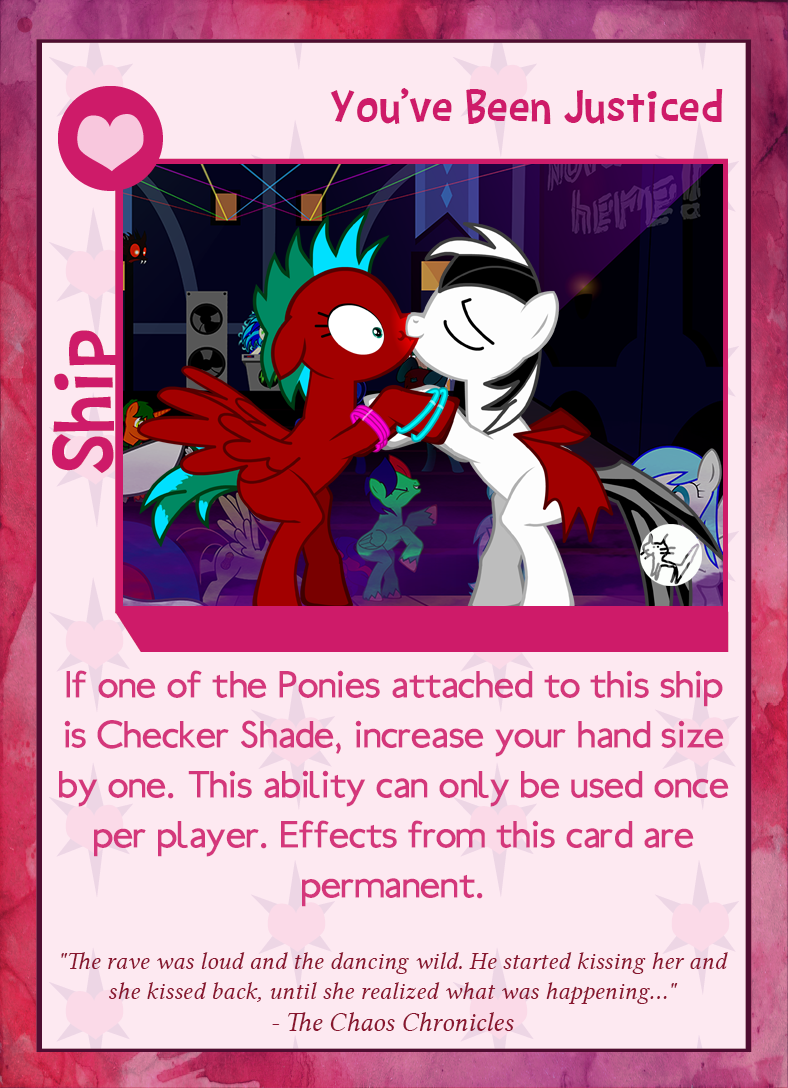 You've Been Justiced
Ship
If one of the Ponies attached to this ship
is Checker Shade, increase your hand size
by one. This ability can only be used once
per player. Effects from this card are
permanent.
"The rave was loud and the dancing wild. He started kissing her and
she kissed back, until she realized what was happening..."
- The Chaos Chronicles